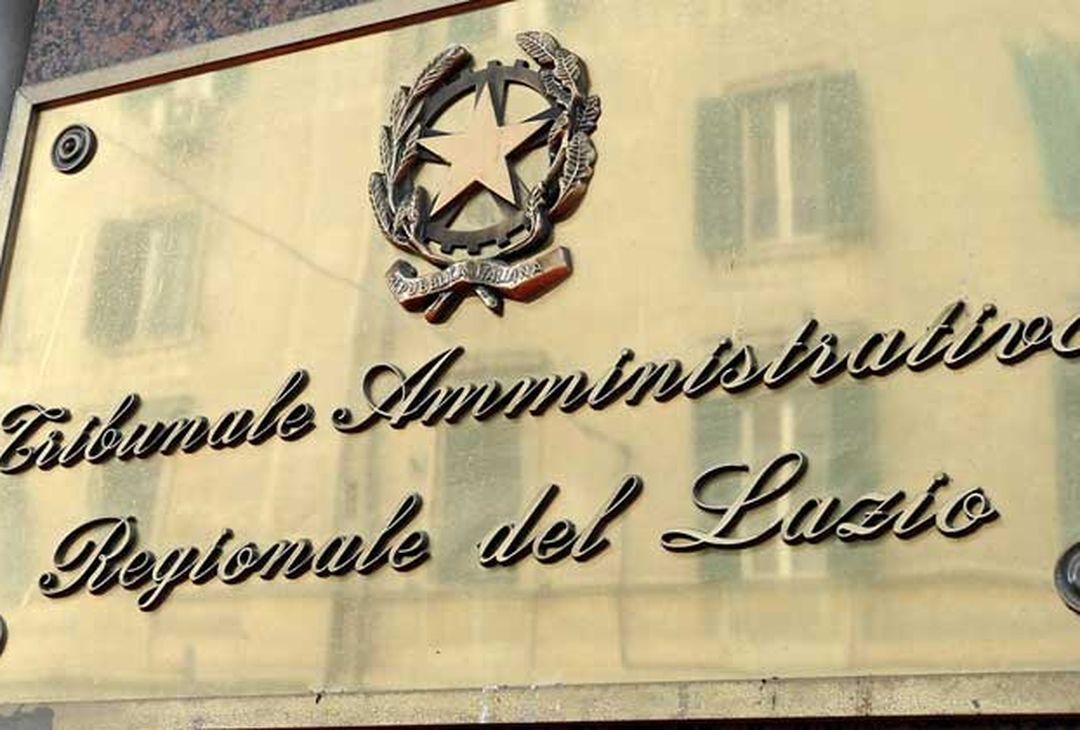 REPUBBLICA ITALIANA
Tribunale Amministrativo
Regionale del Lazio